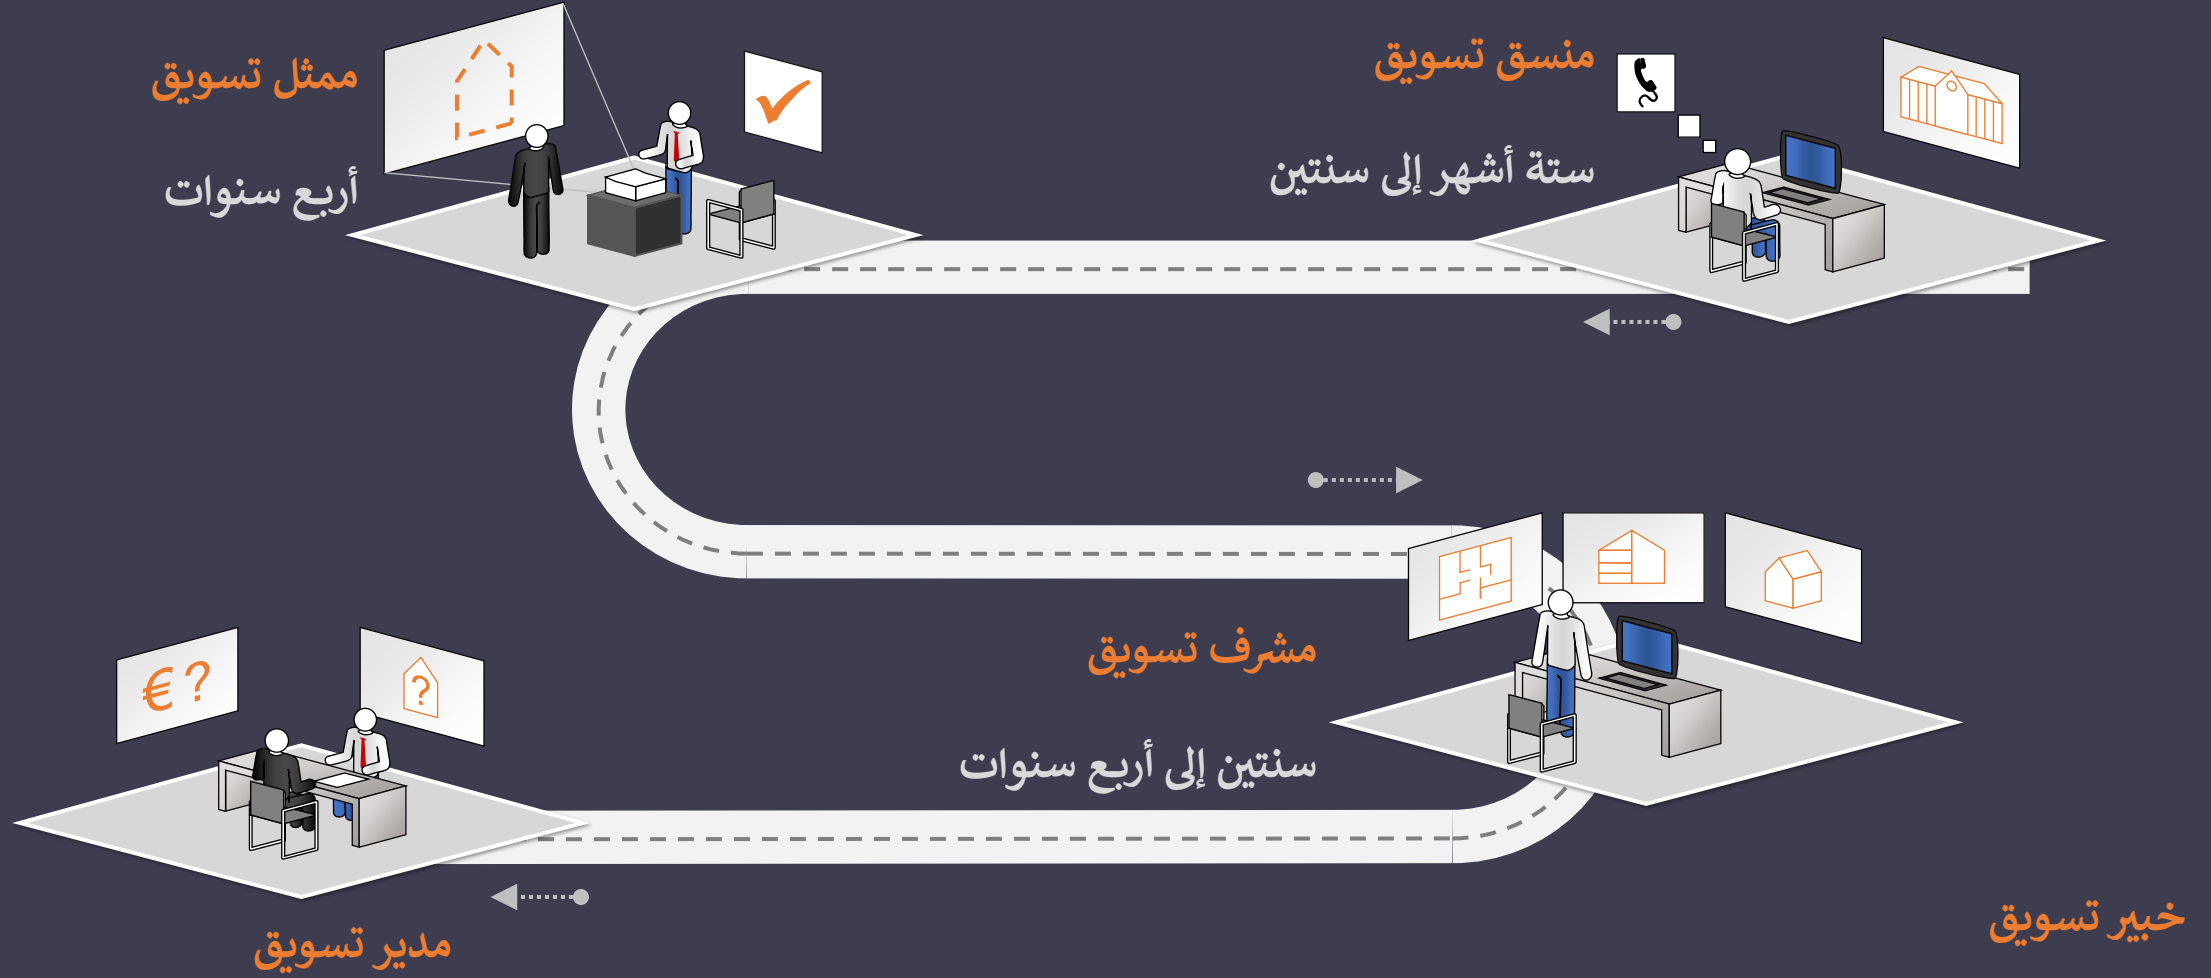 منسق تسويق
ستة أشهر إلى سنتين
ممثل تسويق
أربع سنوات
مشرف تسويق
سنتين إلى أربع سنوات
€ ?
?
مدير تسويق
خبير تسويق